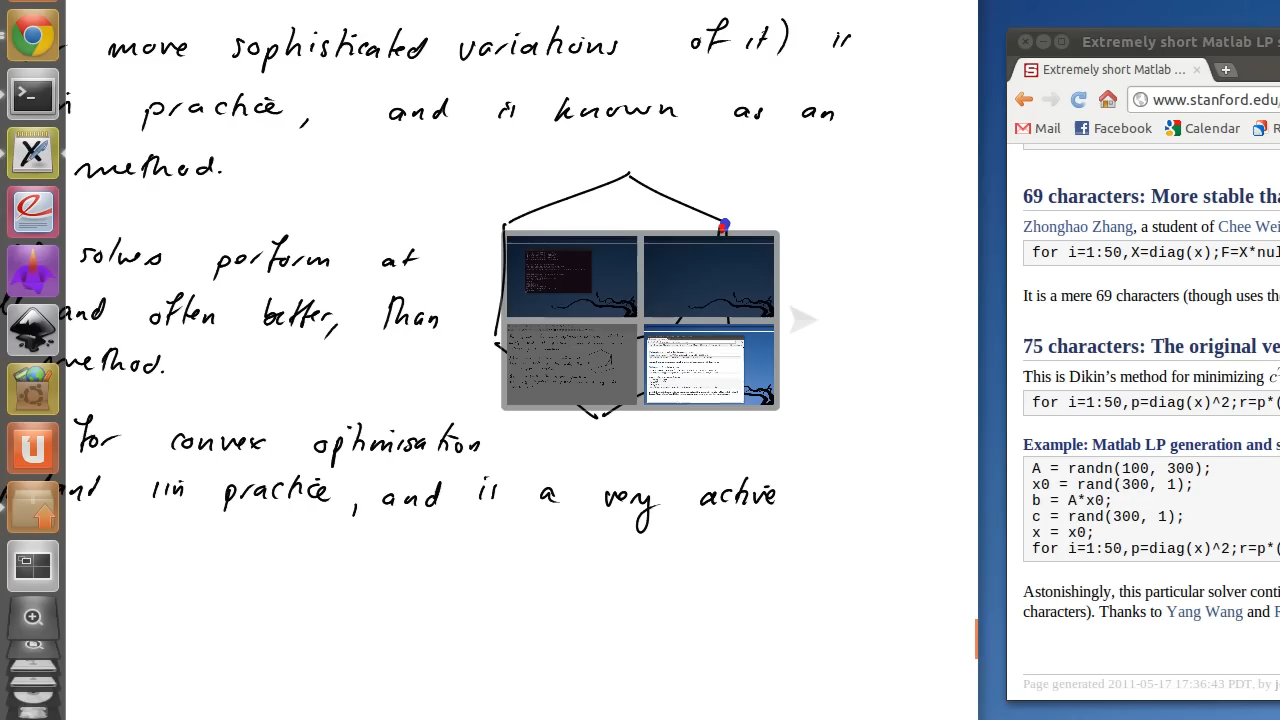 move sophisticated variations of it) is
in practice, and is known as an
method.
solves perform at
and often better, than
method.
for convex optimisation
and in practice, and is a very active
Extremely short Matlab LP s
Extremely short Matlab LP ...
www.stanford.edu/
Mail Facebook Calendar R
69 characters: More stable tha
Zhonghao Zhang, a student of Chee Wei
for i=1:50,X=diag(x);F=X*nul
It is a mere 69 characters (though uses th
75 characters: The original ve
This is Dikin's method for minimizing c
for i=1:50,p=diag(x)^2;r=p*(
Example: Matlab LP generation and s
A = randn(100, 300);
x0 = rand(300, 1);
b = A*x0;
c = rand(300, 1);
x = x0;
for i=1:50,p=diag(x)^2;r=p*(
Astonishingly, this particular solver conti
characters). Thanks to Yang Wang and
Page generated 2011-05-17 17:36:43 PDT, by j